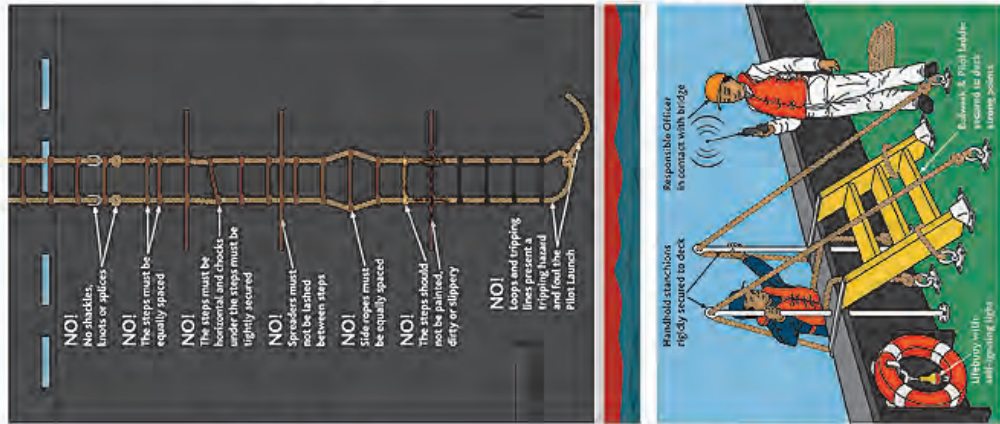 NO!
No shackles,
knots or splices
NO!
The steps must be
equally spaced
NO!
The steps must be
horizontal and chocks
under the steps must be
tightly secured
NO!
Spreaders must
not be lashed
between steps
NO!
Side ropes must
be equally spaced
NO!
The steps should
not be painted,
dirty or slippery
NO!
Loops and tripping
lines present a
tripping hazard
and foul the
Pilot Launch
Handhold stanchions
rigidly secured to deck
Responsible Officer
in contact with bridge
Bulwark & Pilot ladder
secured to deck
strong points
Lifebuoy with
self-igniting light